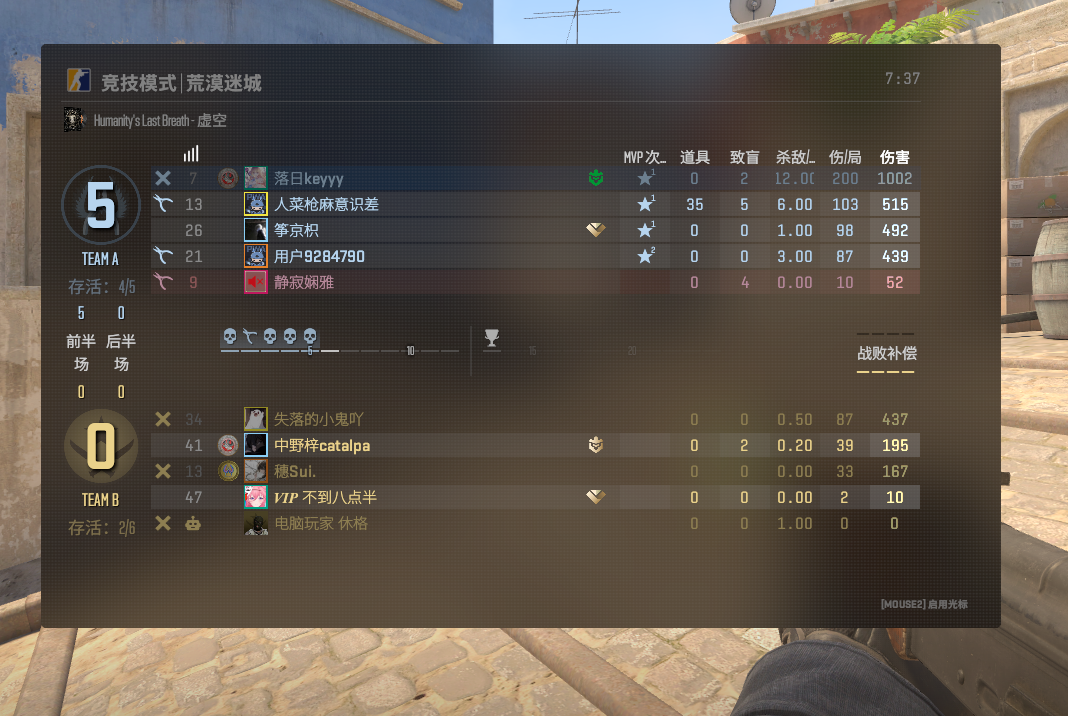 竞技模式 | 荒漠迷城
7:37
Humanity's Last Breath - 虚空
MVP 次... 道具 致盲 杀敌/... 伤/局 伤害
7 落日keyyy 1 0 2 12.00 200 1002
13 人菜枪麻意识差 1 35 5 6.00 103 515
26 筝京枳 1 0 0 1.00 98 492
21 用户9284790 2 0 0 3.00 87 439
9 静寂娴雅 0 4 0.00 10 52
5
TEAM A
存活: 4/5
5 0
前半场 后半场
0 0
5 10 15 20
战败补偿
0
TEAM B
存活: 2/6
34 失落的小鬼吖 0 0 0.50 87 437
41 中野梓catalpa 0 2 0.20 39 195
13 穗Sui. 0 0 0.00 33 167
47 VIP 不到八点半 0 0 0.00 2 10
电脑玩家 休格 0 0 1.00 0 0
[MOUSE2] 启用光标